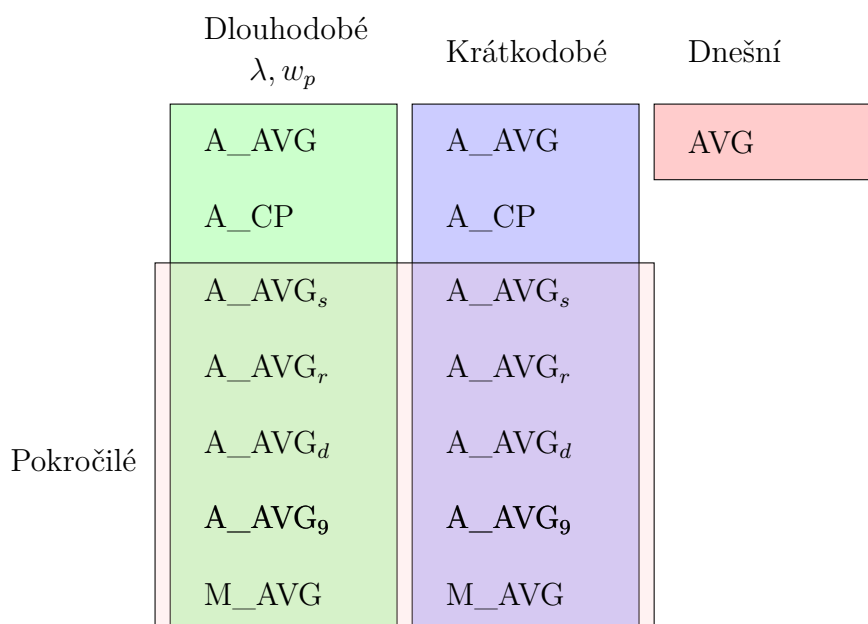 Dlouhodobé Krátkodobé Dnešní
λ, w_p
A_AVG A_AVG AVG
A_CP A_CP
A_AVG_s A_AVG_s
A_AVG_r A_AVG_r
Pokročilé A_AVG_d A_AVG_d
A_AVG_9 A_AVG_9
M_AVG M_AVG